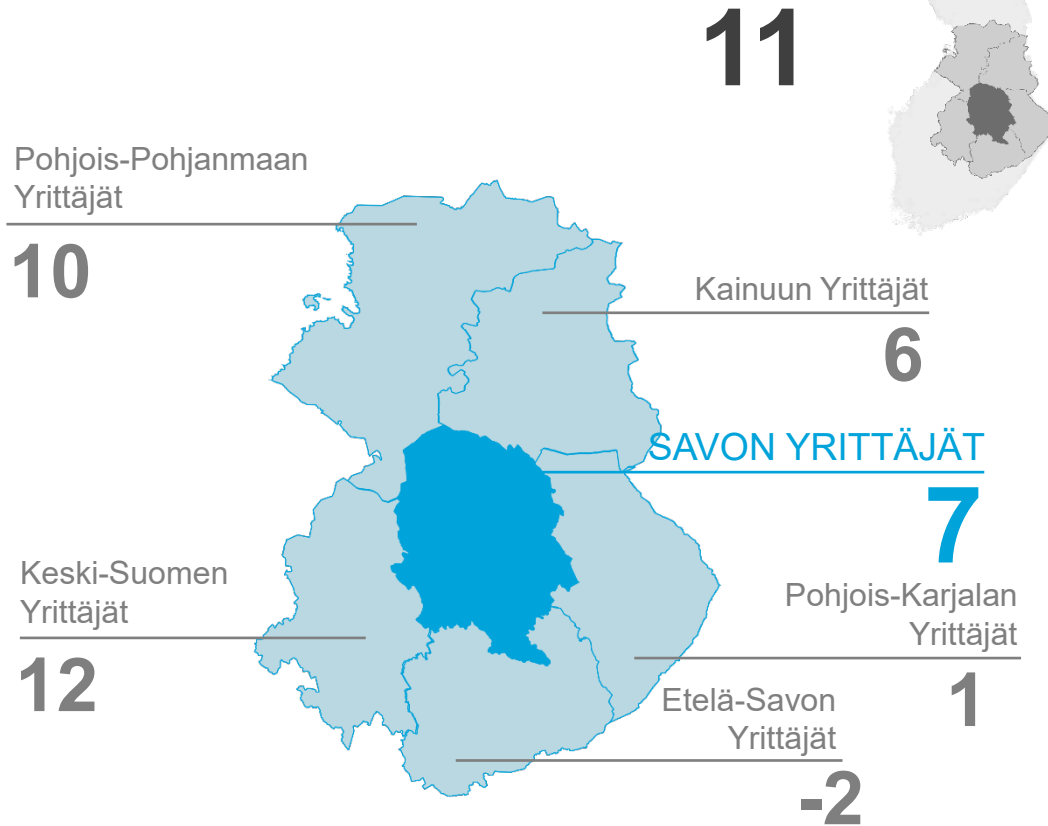 11
Pohjois-Pohjanmaan
Yrittäjät
10
Kainuun Yrittäjät
6
SAVON YRITTÄJÄT
7
Keski-Suomen
Yrittäjät
12
Pohjois-Karjalan
Yrittäjät
1
Etelä-Savon
Yrittäjät
-2